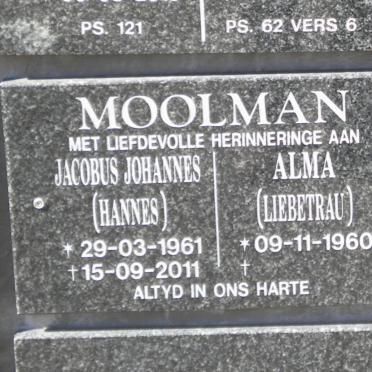 PS. 121 PS. 62 VERS 6
MOOLMAN
MET LIEFDEVOLLE HERINNERINGE AAN
JACOBUS JOHANNES
(HANNES)
* 29-03-1961
†15-09-2011
ALMA
(LIEBETRAU)
*09-11-1960
†
ALTYD IN ONS HARTE